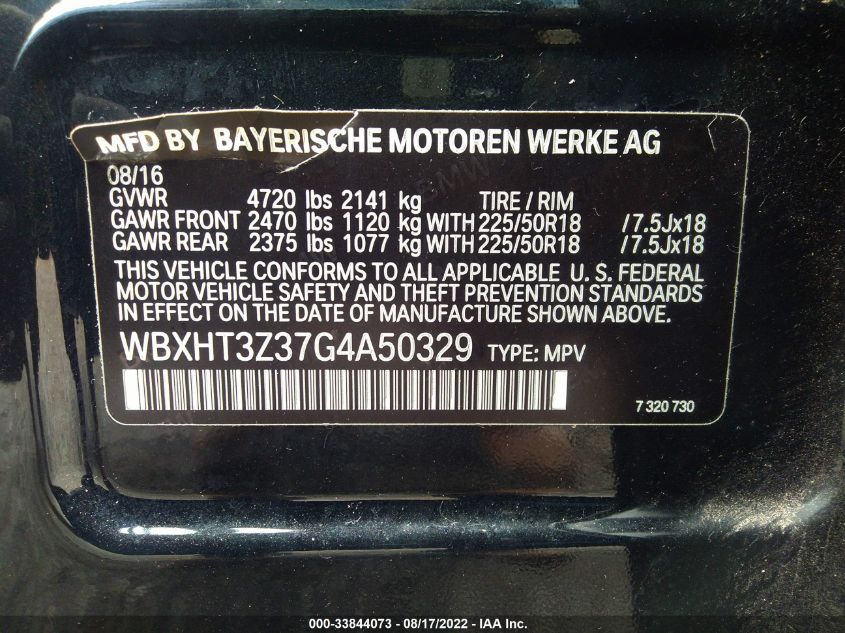 MFD BY BAYERISCHE MOTOREN WERKE AG
08/16
GVWR 4720 lbs 2141 kg TIRE / RIM
GAWR FRONT 2470 lbs 1120 kg WITH 225/50R18 /7.5Jx18
GAWR REAR 2375 lbs 1077 kg WITH 225/50R18 /7.5Jx18
THIS VEHICLE CONFORMS TO ALL APPLICABLE U. S. FEDERAL
MOTOR VEHICLE SAFETY AND THEFT PREVENTION STANDARDS
IN EFFECT ON THE DATE OF MANUFACTURE SHOWN ABOVE.
WBXHT3Z37G4A50329 TYPE: MPV
7 320 730
000-33844073 - 08/17/2022 - IAA Inc.